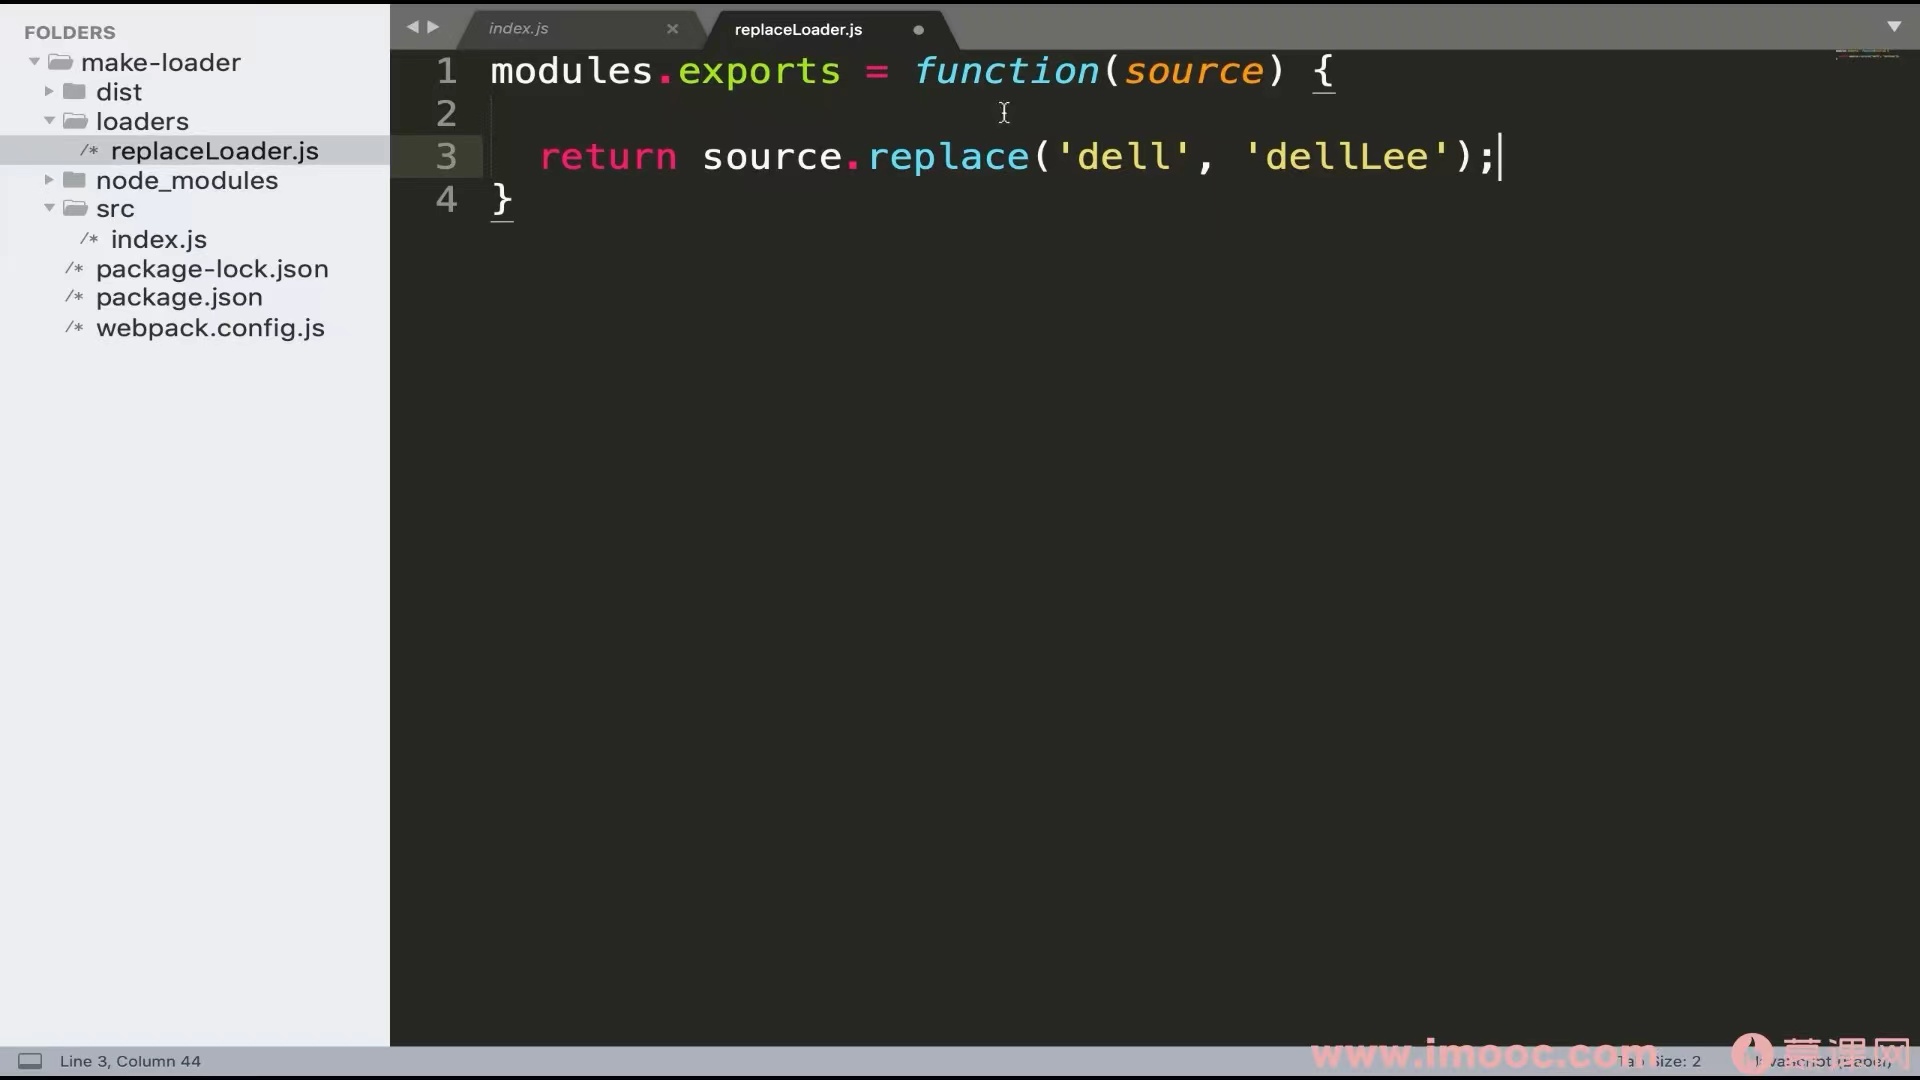 FOLDERS
make-loader
dist
loaders
/* replaceLoader.js
node_modules
src
/* index.js
/* package-lock.json
/* package.json
/* webpack.config.js
index.js
replaceLoader.js
1 modules.exports = function(source) {
2
3 return source.replace('dell', 'dellLee');
4 }
Line 3, Column 44
www.imooc.com
Tab Size: 2
慕课网